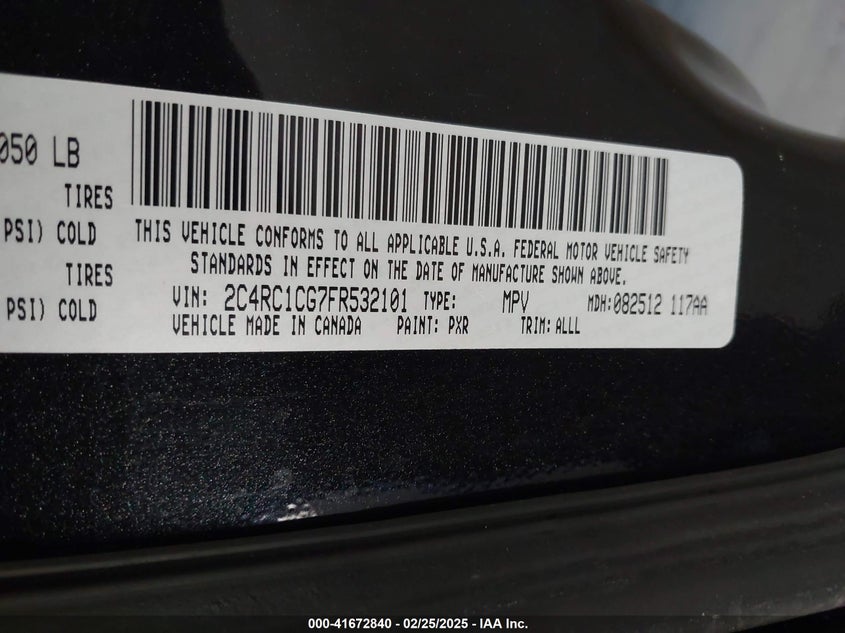 050 LB
TIRES
PSI) COLD
TIRES
PSI) COLD
THIS VEHICLE CONFORMS TO ALL APPLICABLE U.S.A. FEDERAL MOTOR VEHICLE SAFETY
STANDARDS IN EFFECT ON THE DATE OF MANUFACTURE SHOWN ABOVE.
VIN: 2C4RC1CG7FR532101 TYPE: MPV MDH:082512 117AA
VEHICLE MADE IN CANADA PAINT: PXR TRIM: ALLL
000-41672840 - 02/25/2025 - IAA Inc.